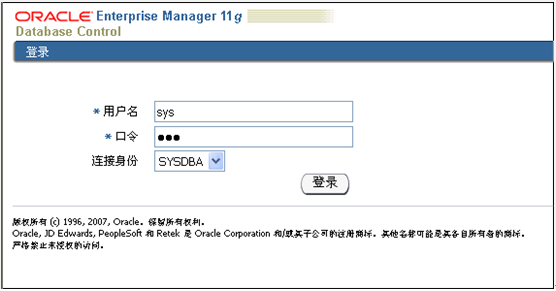 ORACLE Enterprise Manager 11g
Database Control
登录
* 用户名 sys
* 口令 ●●●
连接身份 SYSDBA
登录
版权所有 (c) 1996, 2007, Oracle。保留所有权利。
Oracle, JD Edwards, PeopleSoft 和 Retek 是 Oracle Corporation 和/或其子公司的注册商标。其他名称可能是其各自所有者的商标。
严格禁止未授权的访问。